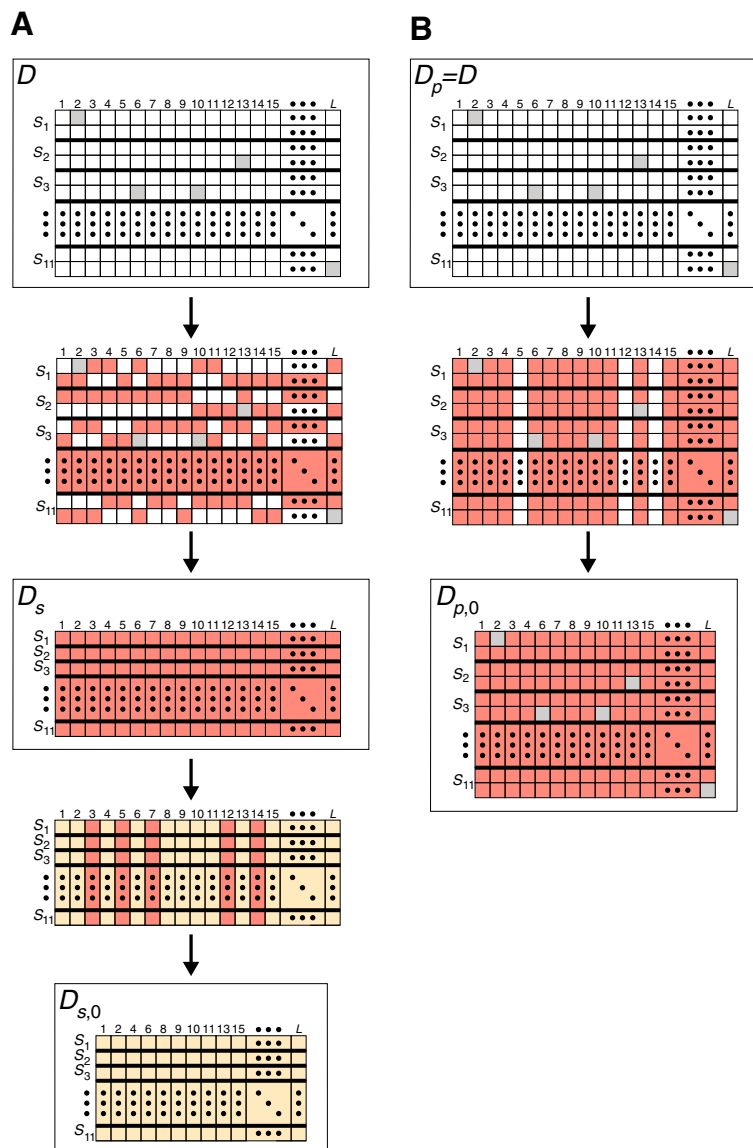 A
D
1 2 3 4 5 6 7 8 9 10 11 12 13 14 15 ••• L
S1
S2
S3
S11
1 2 3 4 5 6 7 8 9 10 11 12 13 14 15 ••• L
S1
S2
S3
S11
Ds
1 2 3 4 5 6 7 8 9 10 11 12 13 14 15 ••• L
S1
S2
S3
S11
1 2 3 4 5 6 7 8 9 10 11 12 13 14 15 ••• L
S1
S2
S3
S11
Ds,0
1 2 4 6 8 9 10 11 13 15 ••• L
S1
S2
S3
S11
B
Dp=D
1 2 3 4 5 6 7 8 9 10 11 12 13 14 15 ••• L
S1
S2
S3
S11
1 2 3 4 5 6 7 8 9 10 11 12 13 14 15 ••• L
S1
S2
S3
S11
Dp,0
1 2 3 4 6 7 8 9 10 11 13 15 ••• L
S1
S2
S3
S11